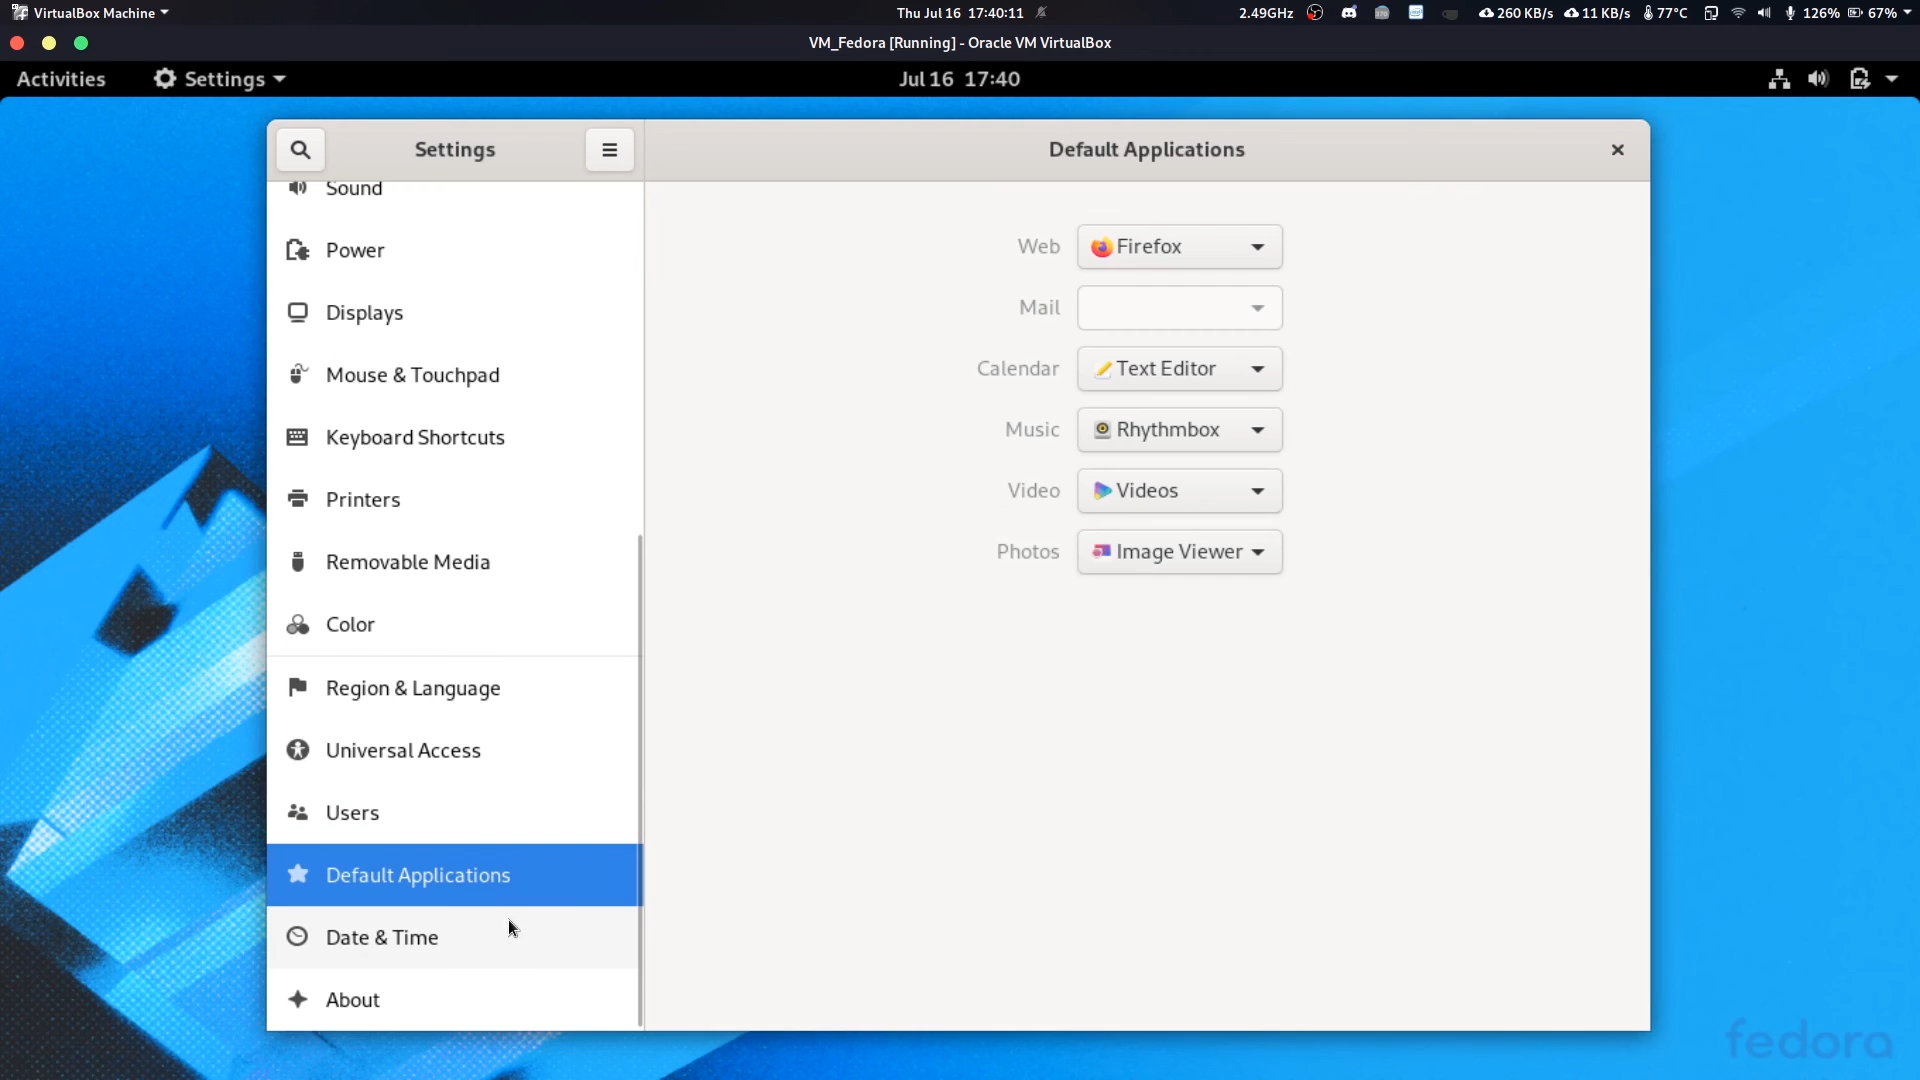 VirtualBox Machine
Thu Jul 16 17:40:11
2.49GHz
260 KB/s
11 KB/s
77°C
126%
67%
VM_Fedora [Running] - Oracle VM VirtualBox
Activities
Settings
Jul 16 17:40
Settings
Default Applications
Sound
Power
Displays
Mouse & Touchpad
Keyboard Shortcuts
Printers
Removable Media
Color
Region & Language
Universal Access
Users
Default Applications
Date & Time
About
Web Firefox
Mail
Calendar Text Editor
Music Rhythmbox
Video Videos
Photos Image Viewer
fedora